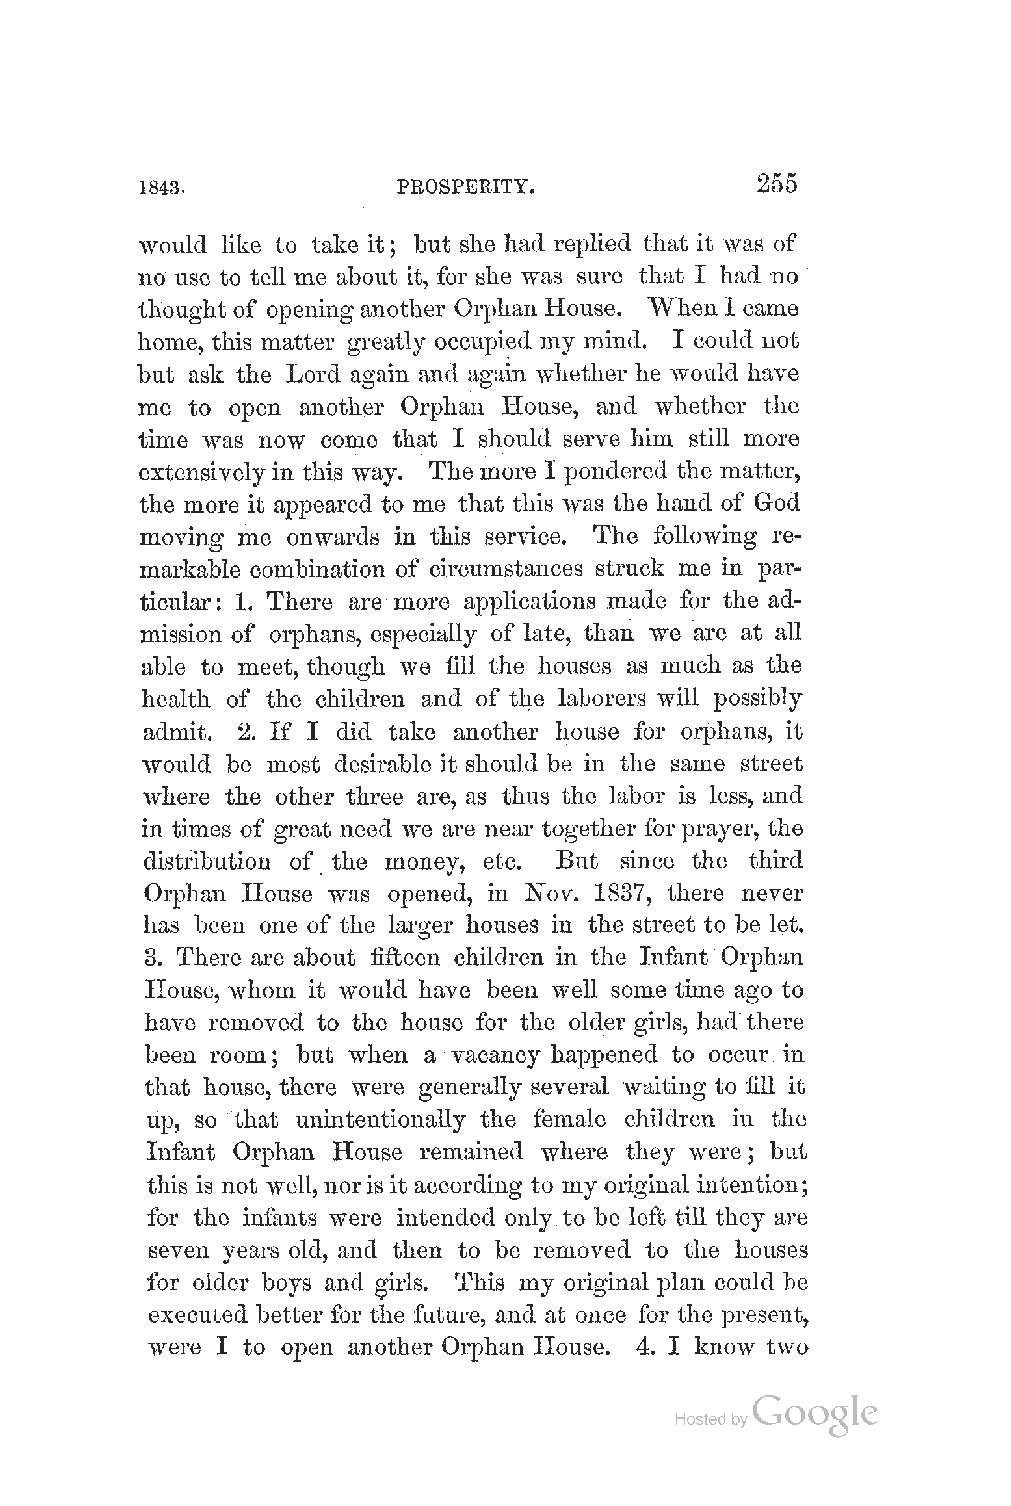 1843. PROSPERITY. 255
would like to take it; but she had replied that it was of
no use to tell me about it, for she was sure that I had no
thought of opening another Orphan House. When I came
home, this matter greatly occupied my mind. I could not
but ask the Lord again and again whether he would have
me to open another Orphan House, and whether the
time was now come that I should serve him still more
extensively in this way. The more I pondered the matter,
the more it appeared to me that this was the hand of God
moving me onwards in this service. The following re-
markable combination of circumstances struck me in par-
ticular: 1. There are more applications made for the ad-
mission of orphans, especially of late, than we are at all
able to meet, though we fill the houses as much as the
health of the children and of the laborers will possibly
admit. 2. If I did take another house for orphans, it
would be most desirable it should be in the same street
where the other three are, as thus the labor is less, and
in times of great need we are near together for prayer, the
distribution of the money, etc. But since the third
Orphan House was opened, in Nov. 1837, there never
has been one of the larger houses in the street to be let.
3. There are about fifteen children in the Infant Orphan
House, whom it would have been well some time ago to
have removed to the house for the older girls, had there
been room; but when a vacancy happened to occur in
that house, there were generally several waiting to fill it
up, so that unintentionally the female children in the
Infant Orphan House remained where they were; but
this is not well, nor is it according to my original intention;
for the infants were intended only to be left till they are
seven years old, and then to be removed to the houses
for older boys and girls. This my original plan could be
executed better for the future, and at once for the present,
were I to open another Orphan House. 4. I know two
Hosted by Google